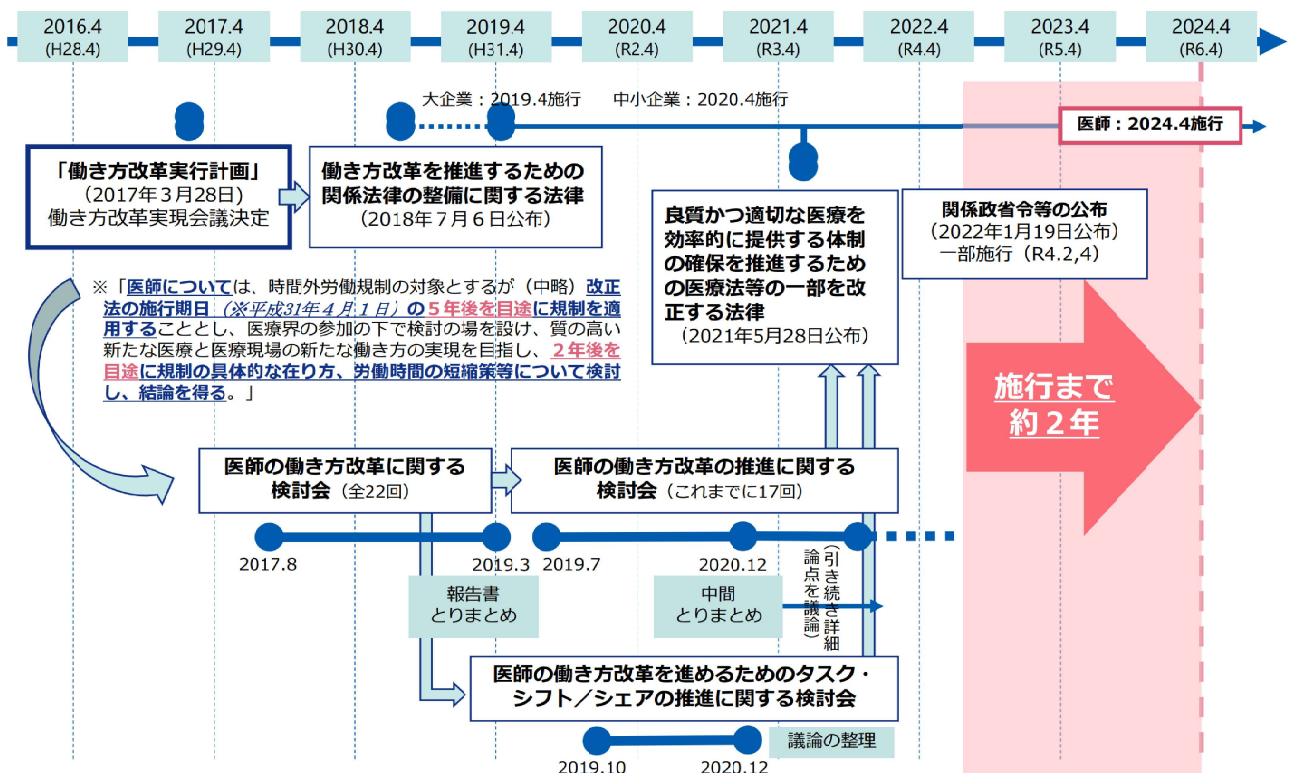 2016.4
(H28.4)
2017.4
(H29.4)
2018.4
(H30.4)
2019.4
(H31.4)
2020.4
(R2.4)
2021.4
(R3.4)
2022.4
(R4.4)
2023.4
(R5.4)
2024.4
(R6.4)
大企業：2019.4施行　中小企業：2020.4施行
医師：2024.4施行
「働き方改革実行計画」
（2017年３月28日）
働き方改革実現会議決定
働き方改革を推進するための
関係法律の整備に関する法律
（2018年７月６日公布）
良質かつ適切な医療を
効率的に提供する体制
の確保を推進するため
の医療法等の一部を改
正する法律
（2021年5月28日公布）
関係政省令等の公布
（2022年1月19日公布）
一部施行（R4.2,4）
※「医師については、時間外労働規制の対象とするが（中略）改正
法の施行期日（※平成31年４月１日）の５年後を目途に規制を適
用することとし、医療界の参加の下で検討の場を設け、質の高い
新たな医療と医療現場の新たな働き方の実現を目指し、２年後を
目途に規制の具体的な在り方、労働時間の短縮策等について検討
し、結論を得る。」
施行まで
約２年
医師の働き方改革に関する
検討会（全22回）
医師の働き方改革の推進に関する
検討会（これまでに17回）
2017.8
2019.3
2019.7
2020.12
（引き続き詳細
論点を議論）
報告書
とりまとめ
中間
とりまとめ
医師の働き方改革を進めるためのタスク・
シフト／シェアの推進に関する検討会
議論の整理
2019.10
2020.12